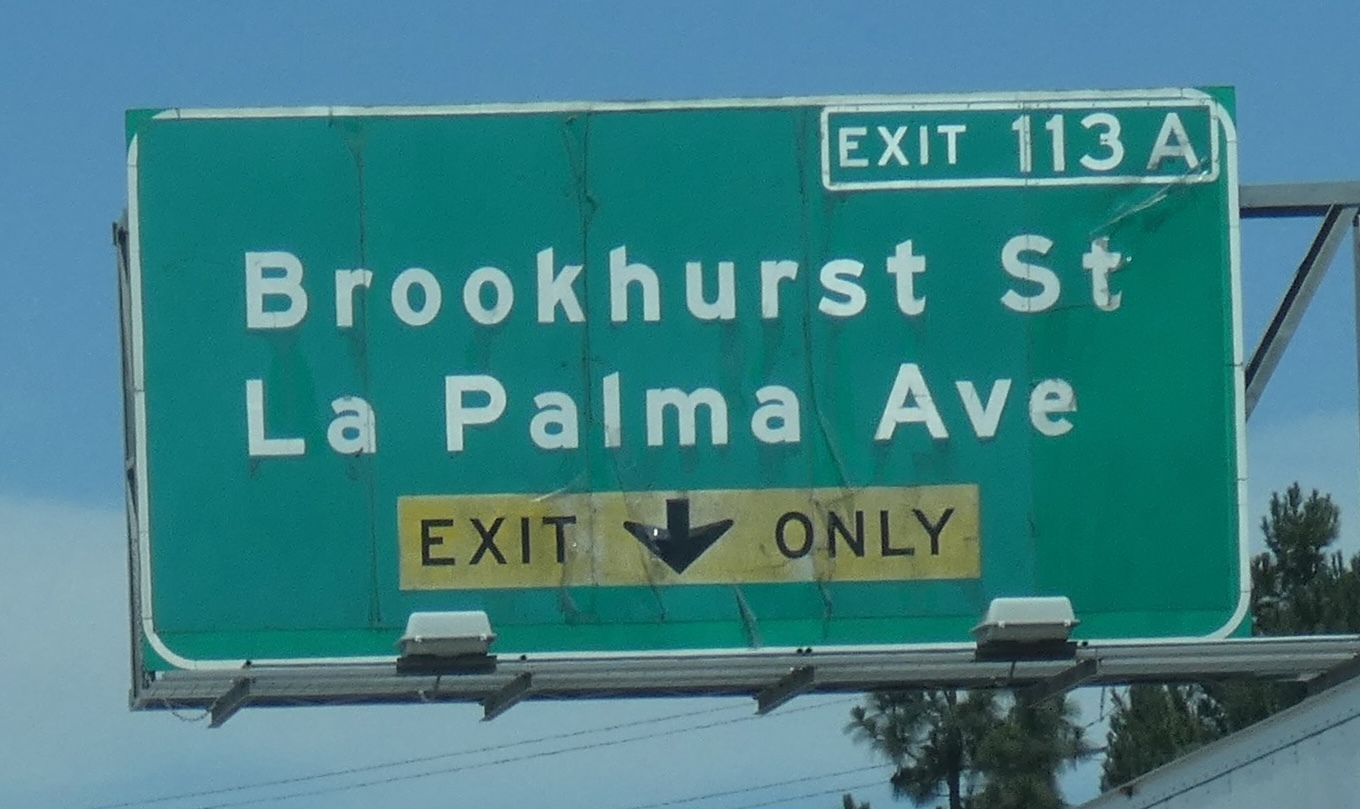 EXIT 113 A
Brookhurst St
La Palma Ave
EXIT ONLY